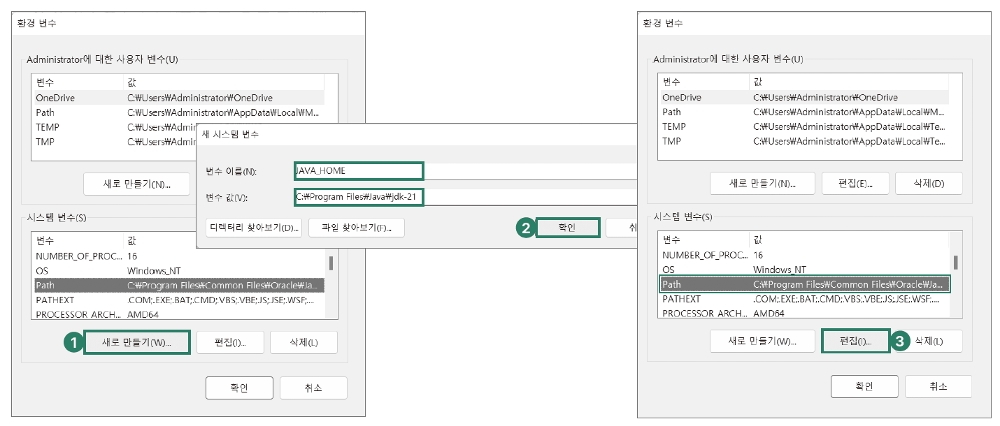 환경 변수
Administrator에 대한 사용자 변수(U)
변수 값
OneDrive C:₩Users₩Administrator₩OneDrive
Path C:₩Users₩Administrator₩AppData₩Local₩M...
TEMP C:₩Users₩Admin
TMP C:₩Users₩Admin
새로 만들기(N)...
시스템 변수(S)
변수 값
NUMBER_OF_PROC... 16
OS Windows_NT
Path C:₩Program Files₩Common Files₩Oracle₩Ja...
PATHEXT .COM;.EXE;.BAT;.CMD;.VBS;.VBE;.JS;.JSE;.WSF;....
PROCESSOR_ARCH... AMD64
1 새로 만들기(W)... 편집(I)... 삭제(L)
확인 취소
새 시스템 변수
변수 이름(N): JAVA_HOME
변수 값(V): C:₩Program Files₩Java₩jdk-21
디렉터리 찾아보기(D)... 파일 찾아보기(F)... 2 확인
환경 변수
Administrator에 대한 사용자 변수(U)
변수 값
OneDrive C:₩Users₩Administrator₩OneDrive
Path C:₩Users₩Administrator₩AppData₩Local₩M...
TEMP C:₩Users₩Administrator₩AppData₩Local₩Te...
TMP C:₩Users₩Administrator₩AppData₩Local₩Te...
새로 만들기(N)... 편집(E)... 삭제(D)
시스템 변수(S)
변수 값
NUMBER_OF_PROC... 16
OS Windows_NT
Path C:₩Program Files₩Common Files₩Oracle₩Ja...
PATHEXT .COM;.EXE;.BAT;.CMD;.VBS;.VBE;.JS;.JSE;.WSF;....
PROCESSOR_ARCH... AMD64
새로 만들기(W)... 편집(I)... 3 삭제(L)
확인 취소